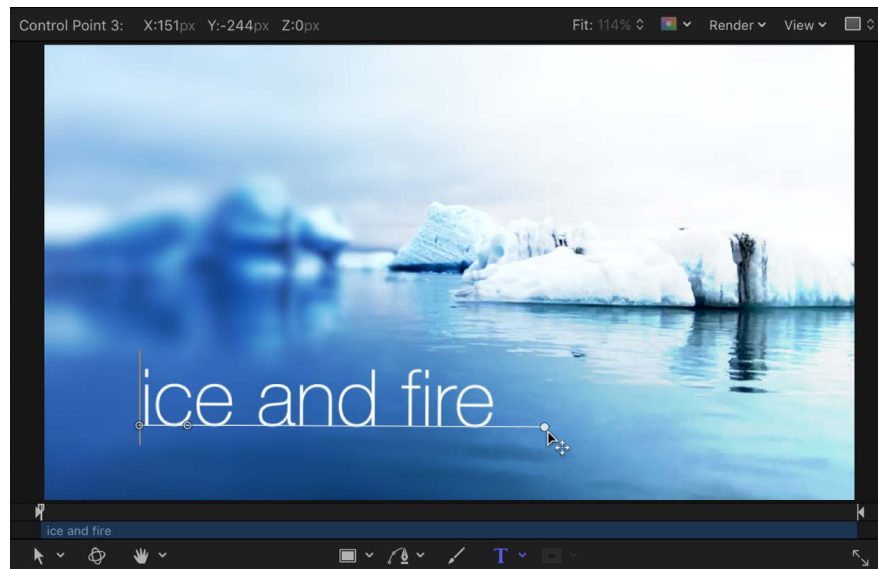 Control Point 3: X:151px Y:-244px Z:0px Fit: 114% Render View
ice and fire
ice and fire
T